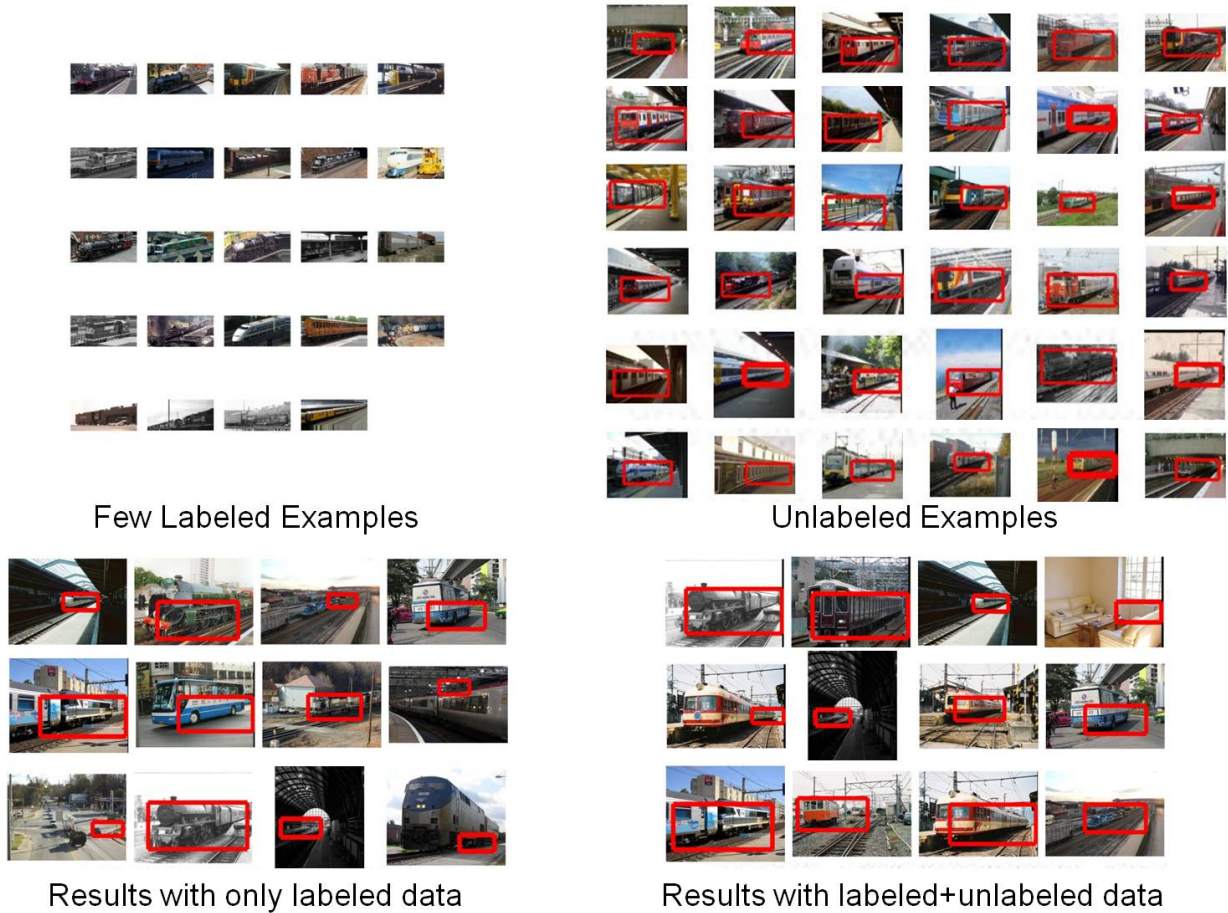 Few Labeled Examples
Unlabeled Examples
Results with only labeled data
Results with labeled+unlabeled data